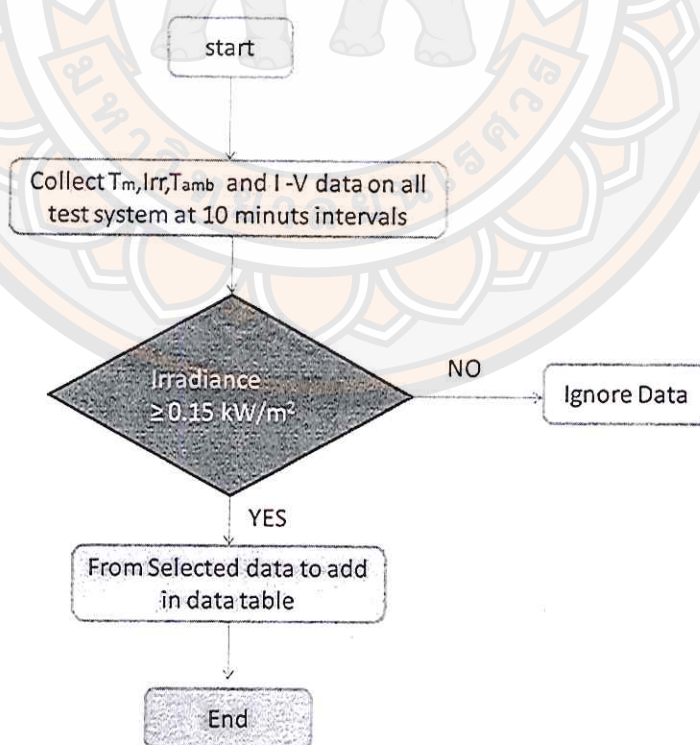 start
Collect Tm,Irr,Tamb and I-V data on all
test system at 10 minuts intervals
Irradiance
≥0.15 kW/m²
NO
Ignore Data
YES
From Selected data to add
in data table
End